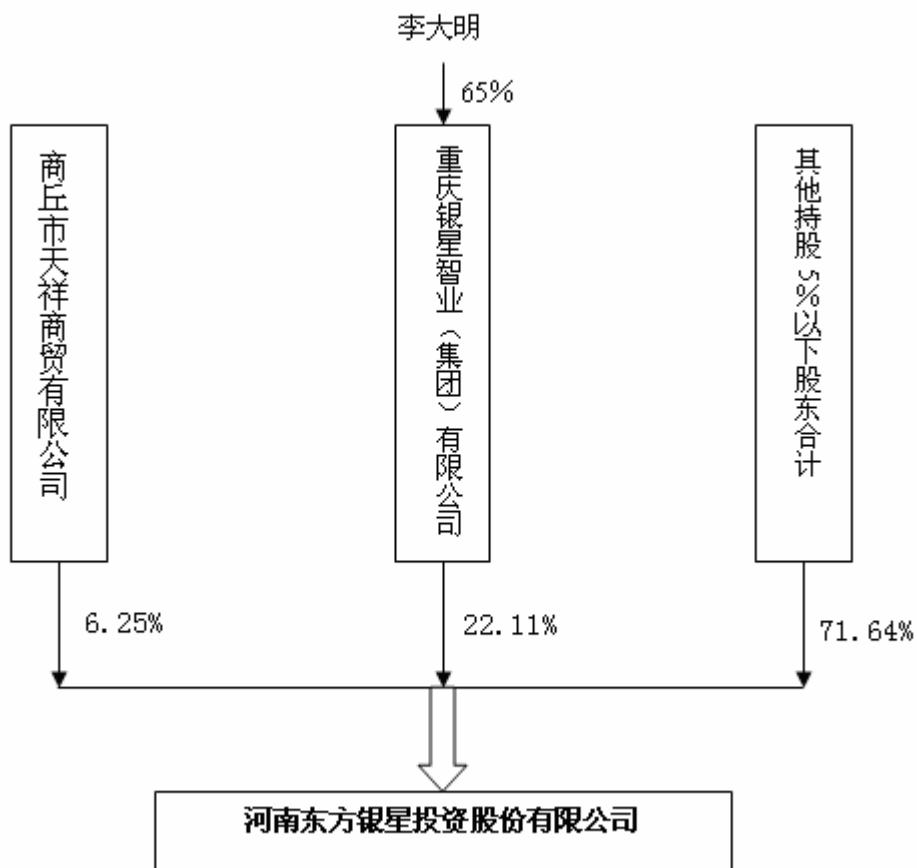 李大明
65%
商丘市天祥商贸有限公司
重庆银星智业（集团）有限公司
其他持股5%以下股东合计
6.25%
22.11%
71.64%
河南东方银星投资股份有限公司